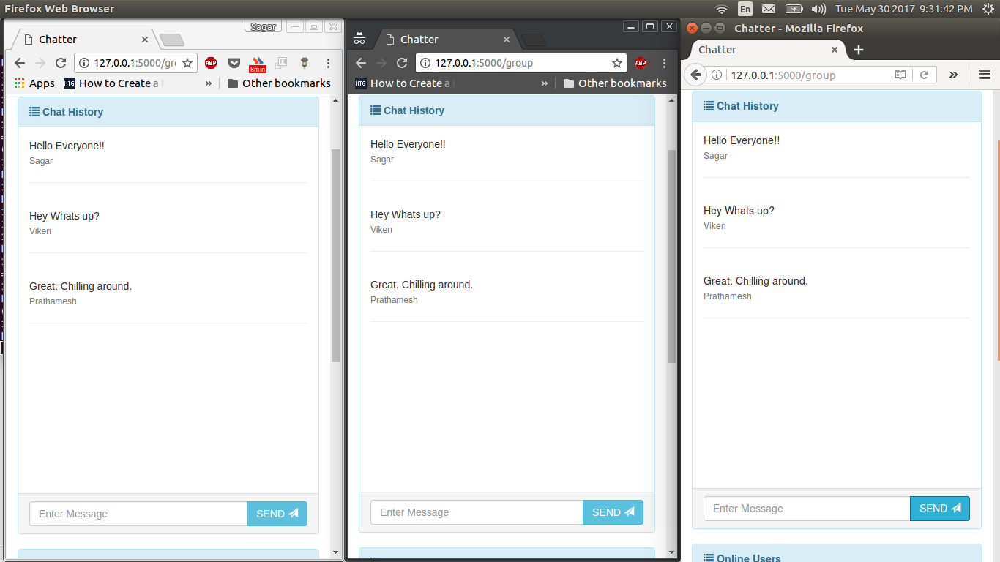 Firefox Web Browser
En
Tue May 30 2017 9:31:42 PM
Sagar
Chatter
127.0.0.1:5000/gr
ABP
8min
Apps
HTG How to Create a
»
Other bookmarks
Chat History
Hello Everyone!!
Sagar
Hey Whats up?
Viken
Great. Chilling around.
Prathamesh
Enter Message
SEND
Chatter
127.0.0.1:5000/group
ABP
HTG How to Create a
»
Other bookmarks
Chat History
Hello Everyone!!
Sagar
Hey Whats up?
Viken
Great. Chilling around.
Prathamesh
Enter Message
SEND
Chatter - Mozilla Firefox
Chatter
127.0.0.1:5000/group
»
Chat History
Hello Everyone!!
Sagar
Hey Whats up?
Viken
Great. Chilling around.
Prathamesh
Enter Message
SEND
Online Users